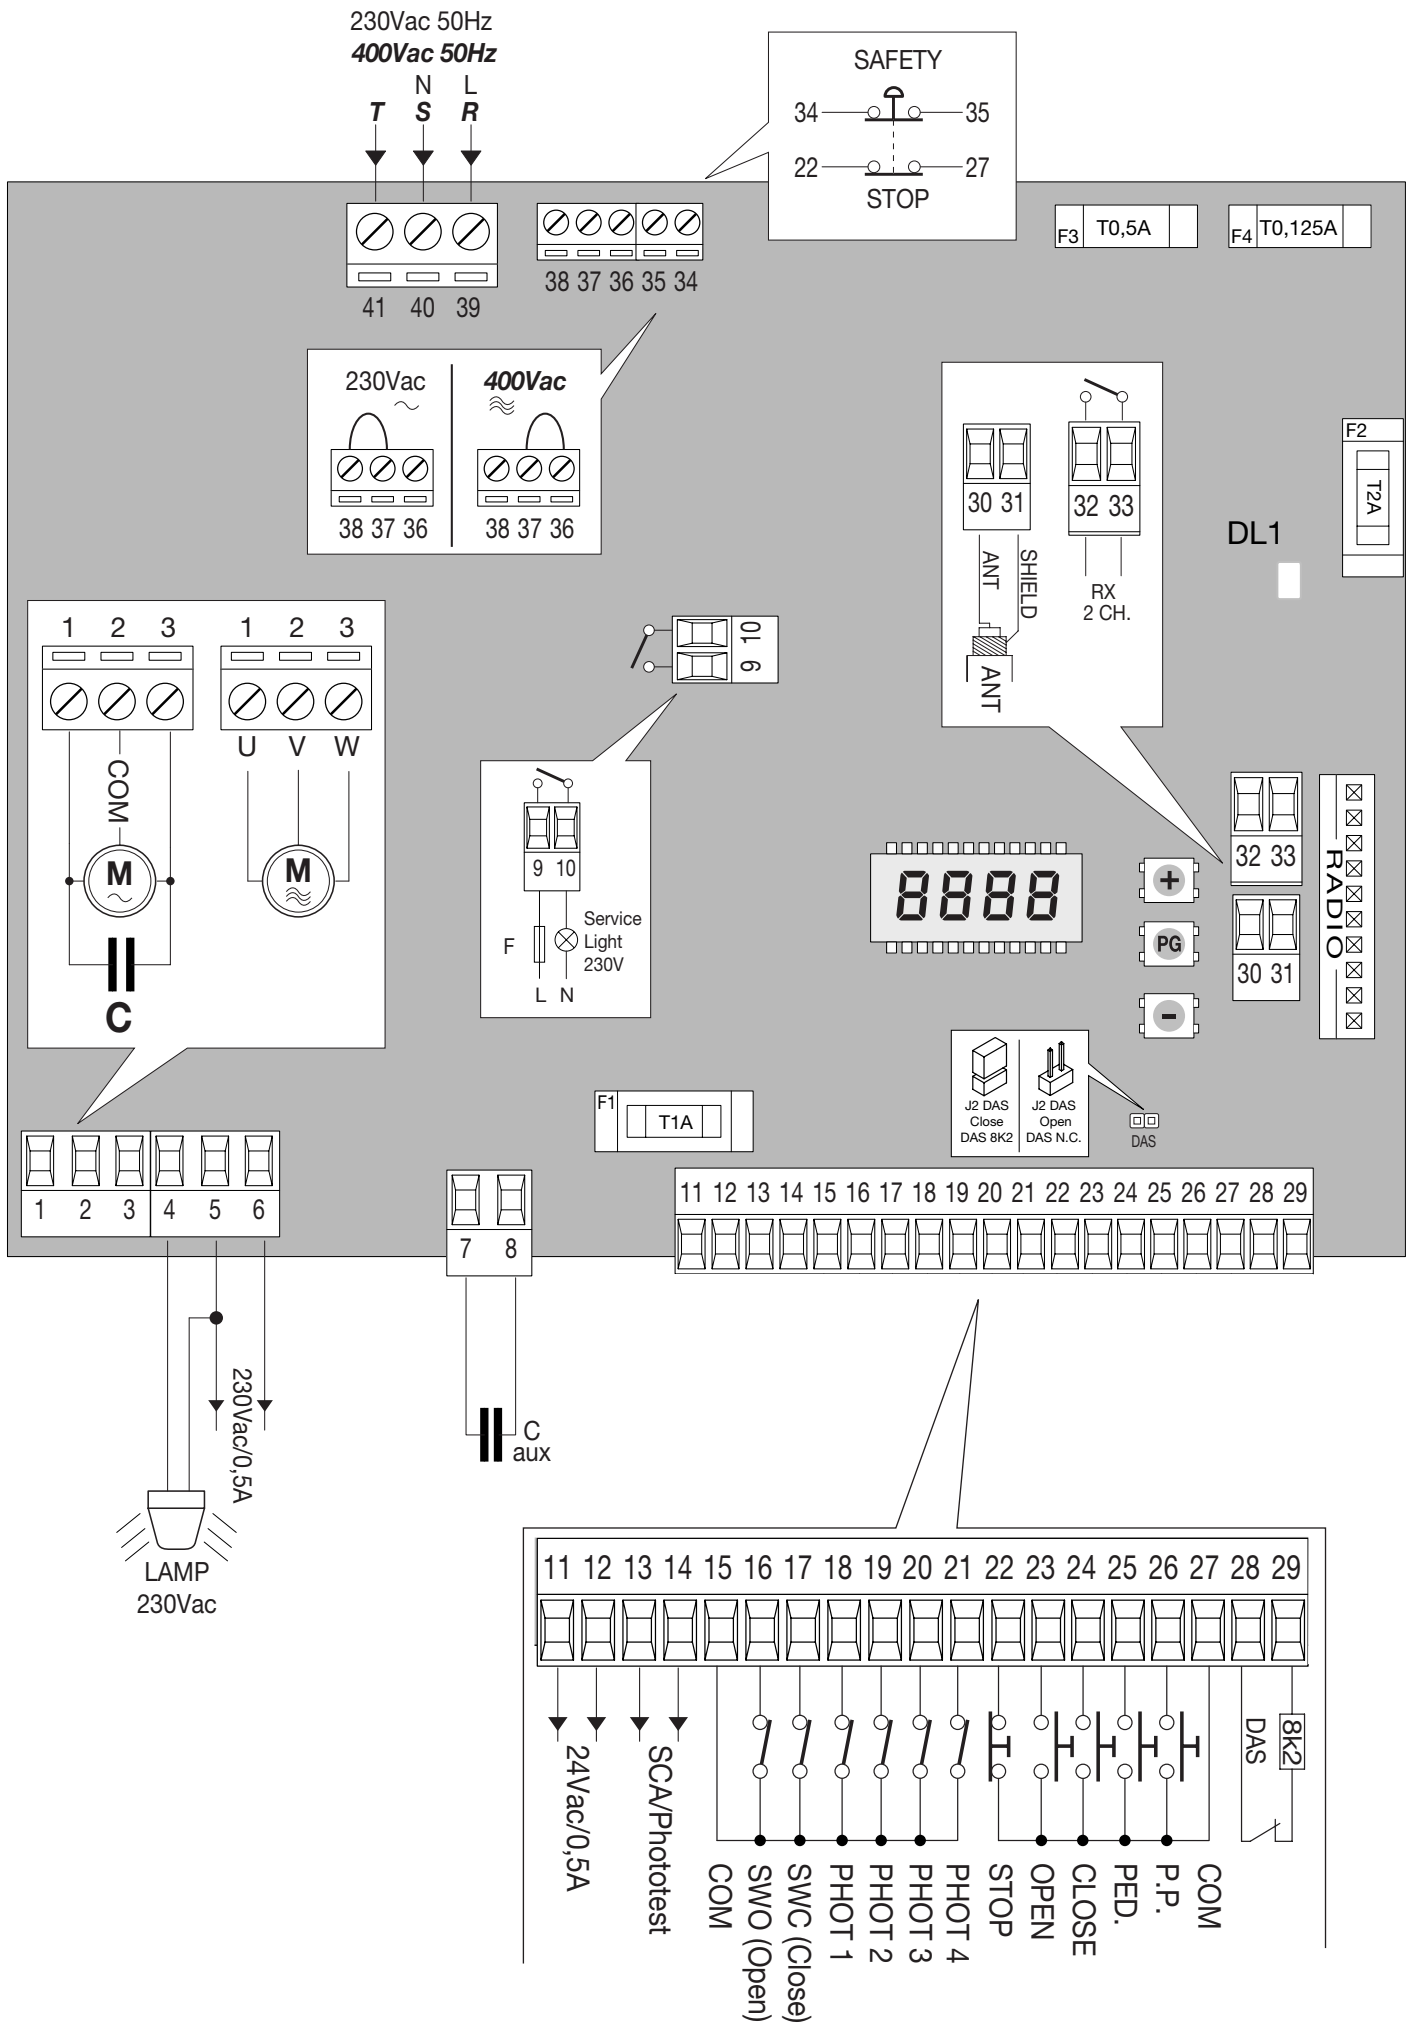 230Vac 50Hz
400Vac 50Hz
N L
T S R
SAFETY
34 35
22 27
STOP
F3 T0,5A
F4 T0,125A
41 40 39
38 37 36 35 34
230Vac
400Vac
38 37 36
38 37 36
30 31
32 33
ANT
SHIELD
ANT
RX
2 CH.
F2
T2A
DL1
1 2 3
1 2 3
U V W
COM
M
M
C
10
9
9 10
F
Service
Light
230V
L N
8888
+
PG
-
32 33
30 31
RADIO
J2 DAS
Close
DAS 8K2
J2 DAS
Open
DAS N.C.
DAS
F1
T1A
1 2 3 4 5 6
7 8
11 12 13 14 15 16 17 18 19 20 21 22 23 24 25 26 27 28 29
230Vac/0,5A
LAMP
230Vac
C
aux
11 12 13 14 15 16 17 18 19 20 21 22 23 24 25 26 27 28 29
24Vac/0,5A
SCA/Phototest
COM
SWO (Open)
SWC (Close)
PHOT 1
PHOT 2
PHOT 3
PHOT 4
STOP
OPEN
CLOSE
PED.
P.P.
COM
DAS
8k2